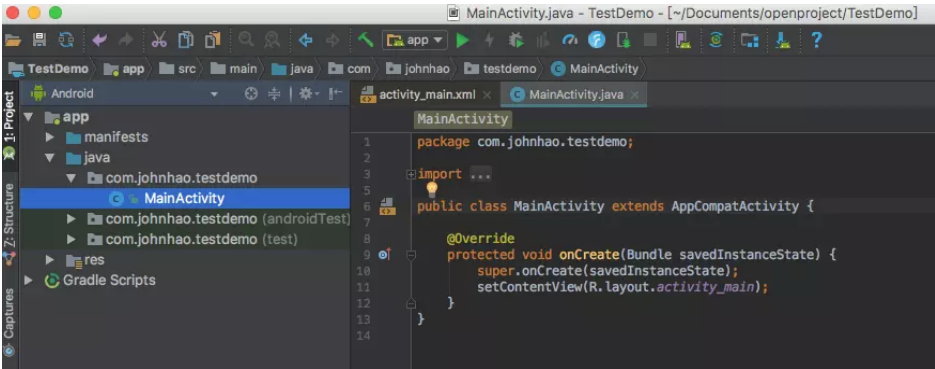 MainActivity.java - TestDemo - [~/Documents/openproject/TestDemo]
app
TestDemo app src main java com johnhao testdemo MainActivity
Android
activity_main.xml
MainActivity.java
1: Project
Z: Structure
Captures
app
manifests
java
com.johnhao.testdemo
MainActivity
com.johnhao.testdemo (androidTest)
com.johnhao.testdemo (test)
res
Gradle Scripts
MainActivity
1 package com.johnhao.testdemo;
2
3 import ...
5
6 public class MainActivity extends AppCompatActivity {
7
8 @Override
9 protected void onCreate(Bundle savedInstanceState) {
10 super.onCreate(savedInstanceState);
11 setContentView(R.layout.activity_main);
12 }
13 }
14